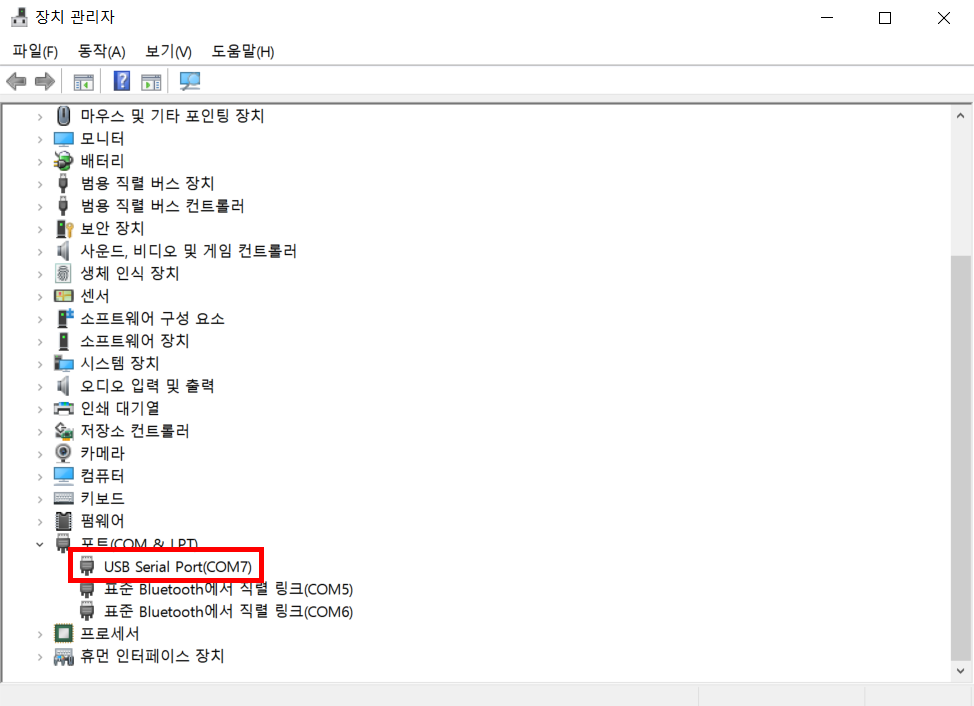 장치 관리자
파일(F) 동작(A) 보기(V) 도움말(H)
마우스 및 기타 포인팅 장치
모니터
배터리
범용 직렬 버스 장치
범용 직렬 버스 컨트롤러
보안 장치
사운드, 비디오 및 게임 컨트롤러
생체 인식 장치
센서
소프트웨어 구성 요소
소프트웨어 장치
시스템 장치
오디오 입력 및 출력
인쇄 대기열
저장소 컨트롤러
카메라
컴퓨터
키보드
펌웨어
포트(COM & LPT)
USB Serial Port(COM7)
표준 Bluetooth에서 직렬 링크(COM5)
표준 Bluetooth에서 직렬 링크(COM6)
프로세서
휴먼 인터페이스 장치